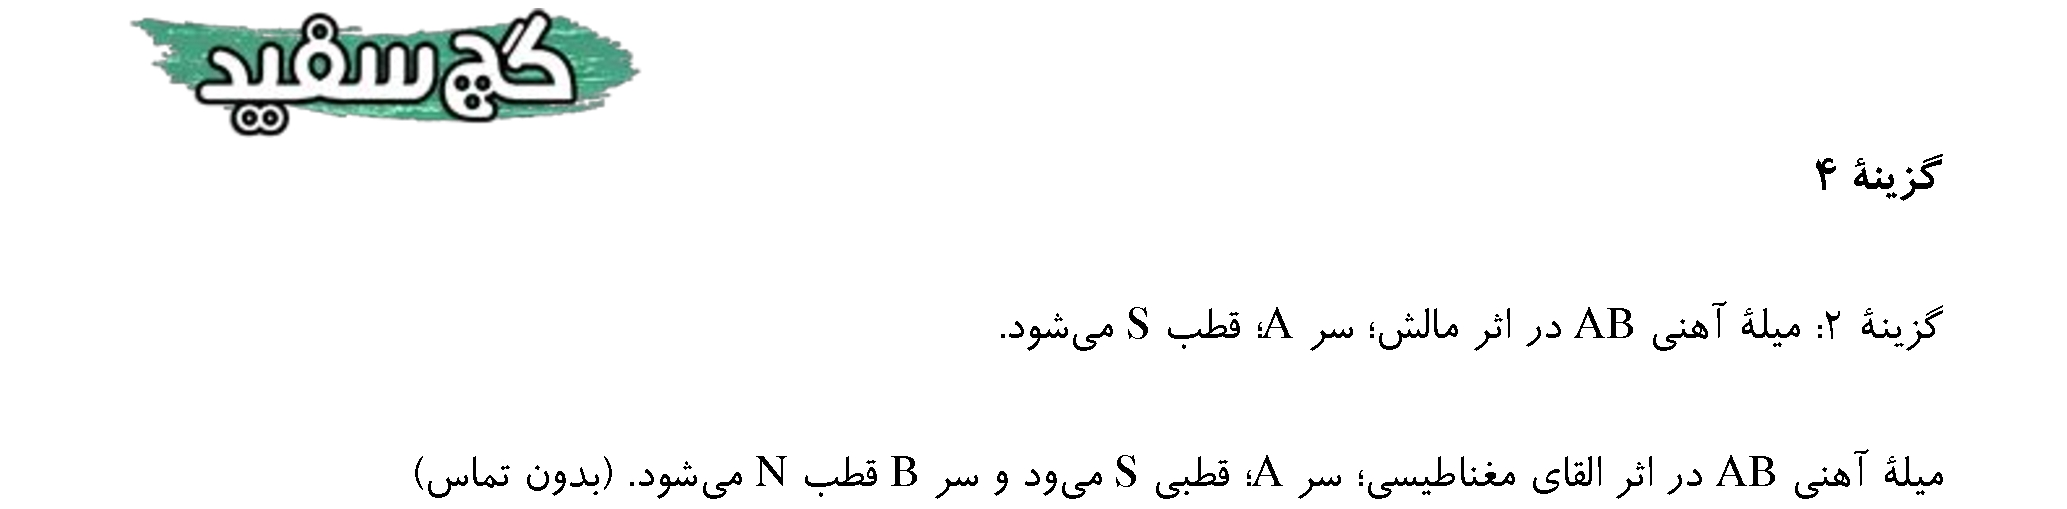 گچ سفید
گزینهٔ ۴
گزینهٔ ۲: میلهٔ آهنی AB در اثر مالش؛ سر A؛ قطب S می‌شود.
میلهٔ آهنی AB در اثر القای مغناطیسی؛ سر A؛ قطبی S می‌ود و سر B قطب N می‌شود. (بدون تماس)